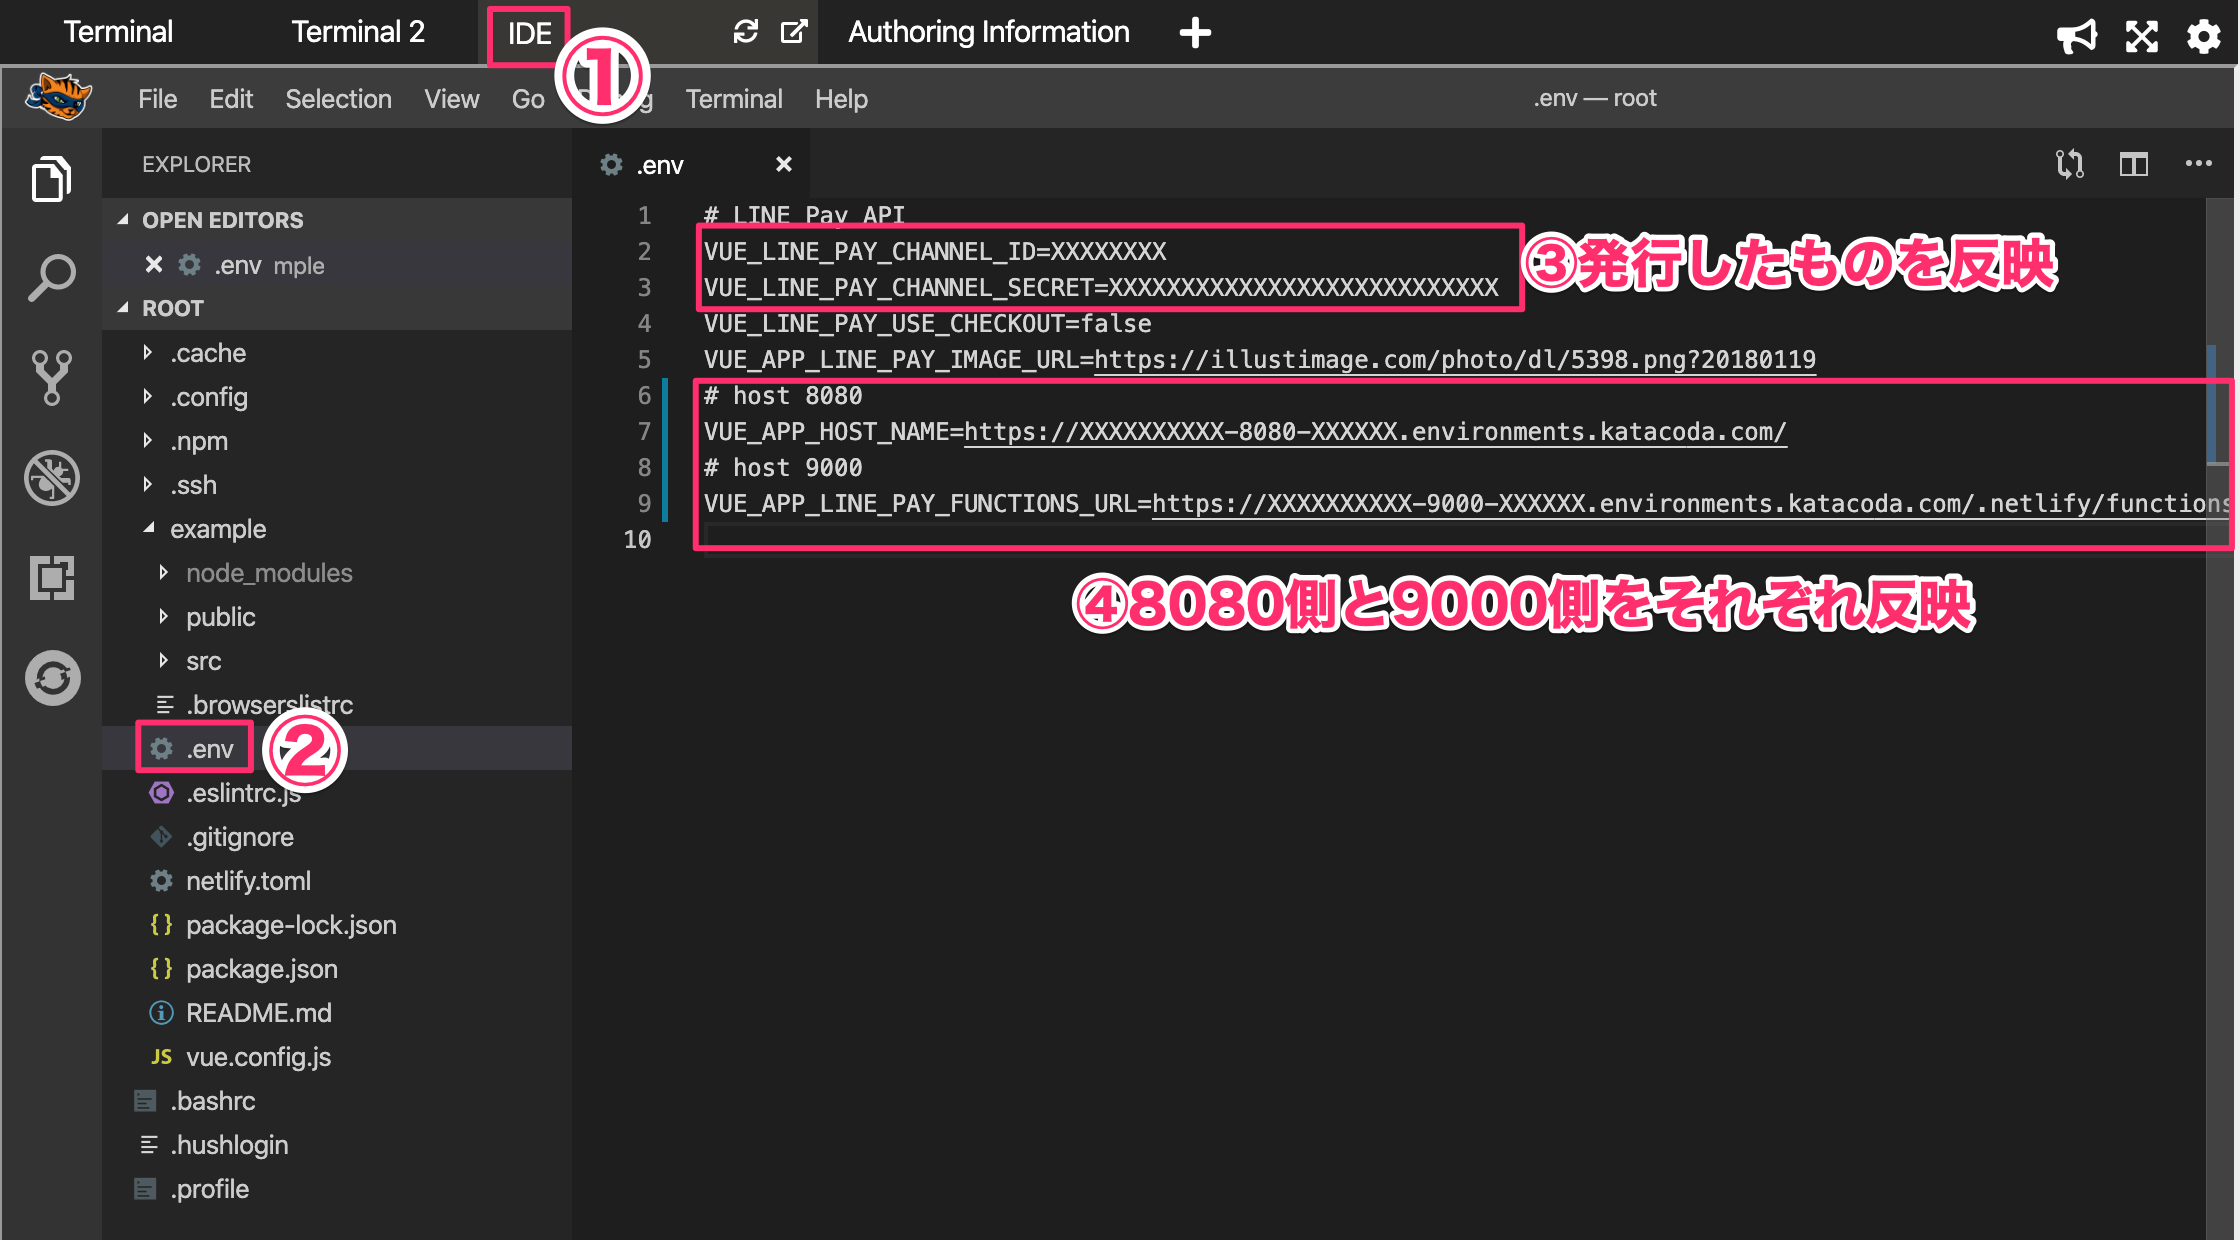 Terminal
Terminal 2
IDE
Authoring Information
①
File Edit Selection View Go Terminal Help
.env — root
EXPLORER
OPEN EDITORS
.env mple
ROOT
.cache
.config
.npm
.ssh
example
node_modules
public
src
.browserslistrc
.env
②
.eslintrc.js
.gitignore
netlify.toml
package-lock.json
package.json
README.md
JS vue.config.js
.bashrc
.hushlogin
.profile
.env
1 # LINE Pay API
2 VUE_LINE_PAY_CHANNEL_ID=XXXXXXXX
3 VUE_LINE_PAY_CHANNEL_SECRET=XXXXXXXXXXXXXXXXXXXXXXXXXXX
③発行したものを反映
4 VUE_LINE_PAY_USE_CHECKOUT=false
5 VUE_APP_LINE_PAY_IMAGE_URL=https://illustimage.com/photo/dl/5398.png?20180119
6 # host 8080
7 VUE_APP_HOST_NAME=https://XXXXXXXXXX-8080-XXXXXX.environments.katacoda.com/
8 # host 9000
9 VUE_APP_LINE_PAY_FUNCTIONS_URL=https://XXXXXXXXXX-9000-XXXXXX.environments.katacoda.com/.netlify/functions
10
④8080側と9000側をそれぞれ反映